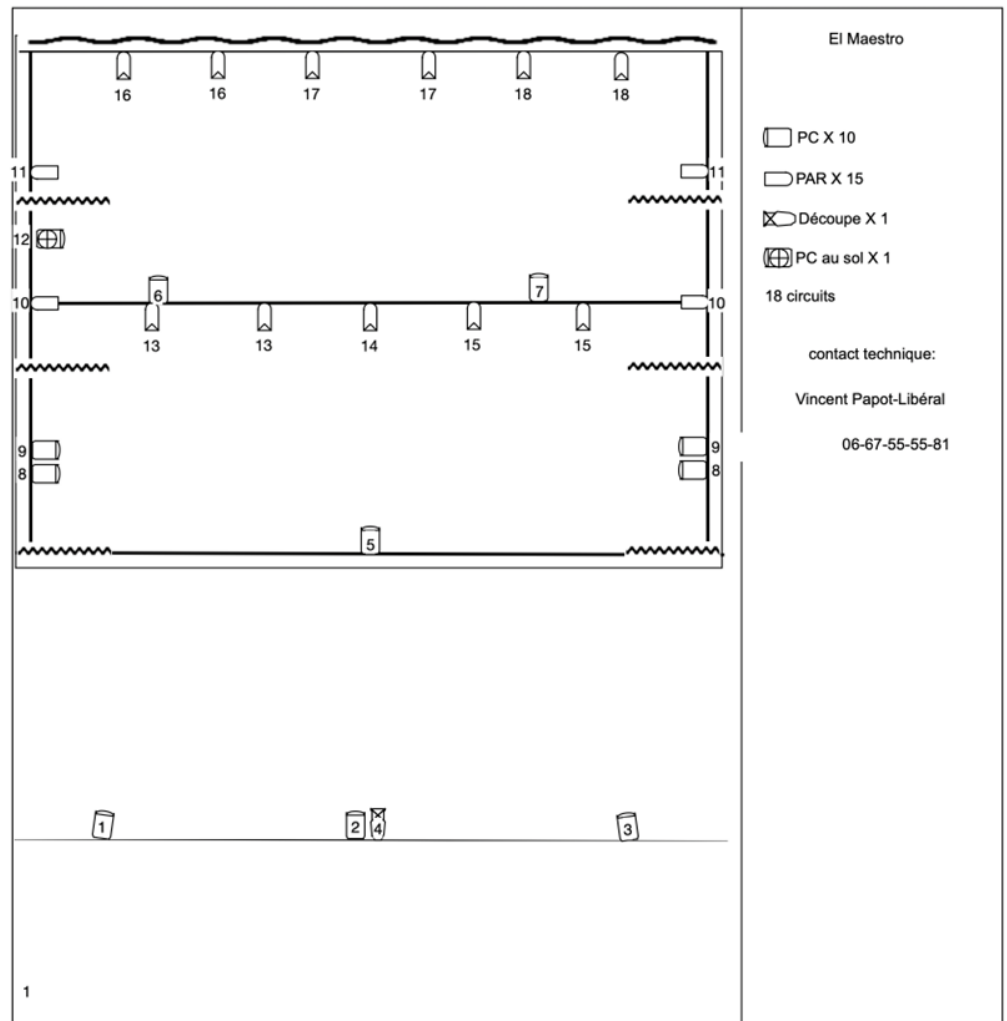 El Maestro
16 16 17 17 18 18
PC X 10
11 11
PAR X 15
Découpe X 1
12
PC au sol X 1
6 7
18 circuits
10 10
13 13 14 15 15
contact technique:
Vincent Papot-Libéral
06-67-55-55-81
9 9
8 8
5
1 2 4 3
1